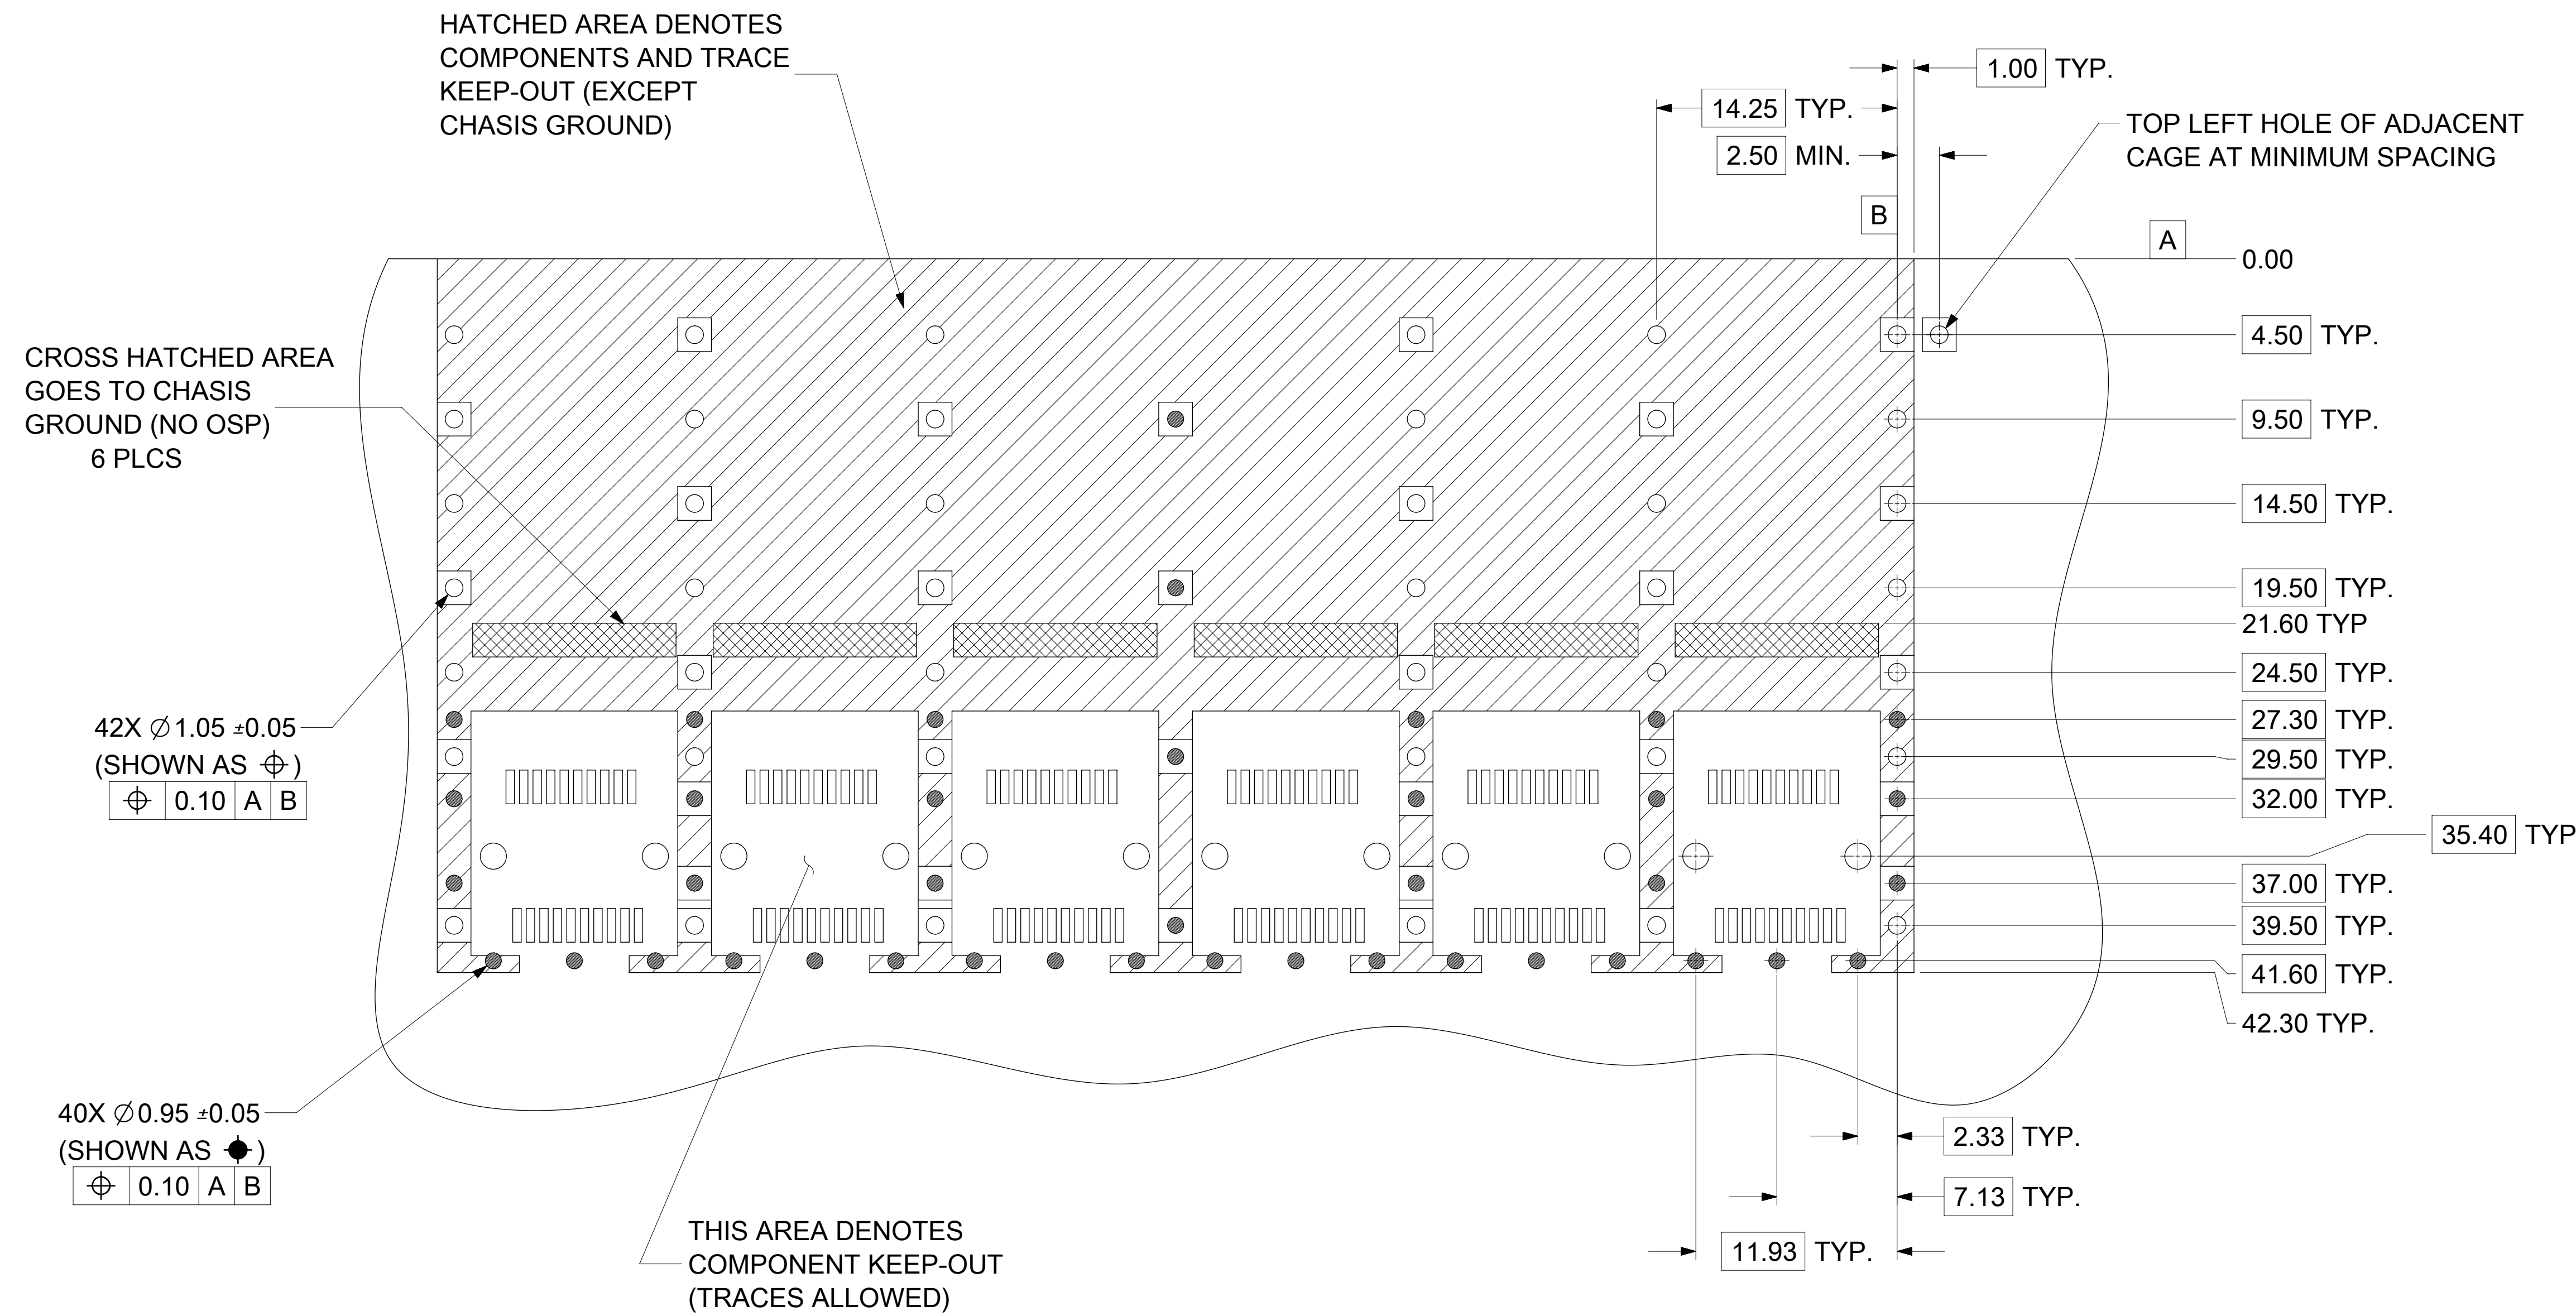 HATCHED AREA DENOTES
COMPONENTS AND TRACE
KEEP-OUT (EXCEPT
CHASIS GROUND)
1.00 TYP.
14.25 TYP.
2.50 MIN.
TOP LEFT HOLE OF ADJACENT
CAGE AT MINIMUM SPACING
B
A
0.00
4.50 TYP.
CROSS HATCHED AREA
GOES TO CHASIS
GROUND (NO OSP)
6 PLCS
9.50 TYP.
14.50 TYP.
19.50 TYP.
21.60 TYP
24.50 TYP.
27.30 TYP.
29.50 TYP.
32.00 TYP.
35.40 TYP
37.00 TYP.
39.50 TYP.
41.60 TYP.
42.30 TYP.
42X ∅1.05 ±0.05
(SHOWN AS ⌖)
⌖ 0.10 A B
40X ∅0.95 ±0.05
(SHOWN AS )
⌖ 0.10 A B
2.33 TYP.
7.13 TYP.
11.93 TYP.
THIS AREA DENOTES
COMPONENT KEEP-OUT
(TRACES ALLOWED)